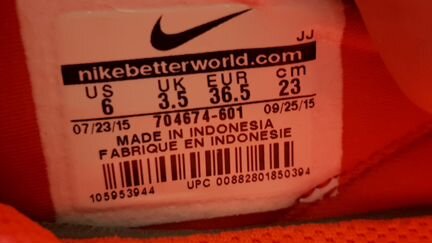 JJ
nikebetterworld.com
US UK EUR cm
6 3.5 36.5 23
07/23/15 704674-601 09/25/15
MADE IN INDONESIA
FABRIQUE EN INDONESIE
105953944 UPC 00882801850394